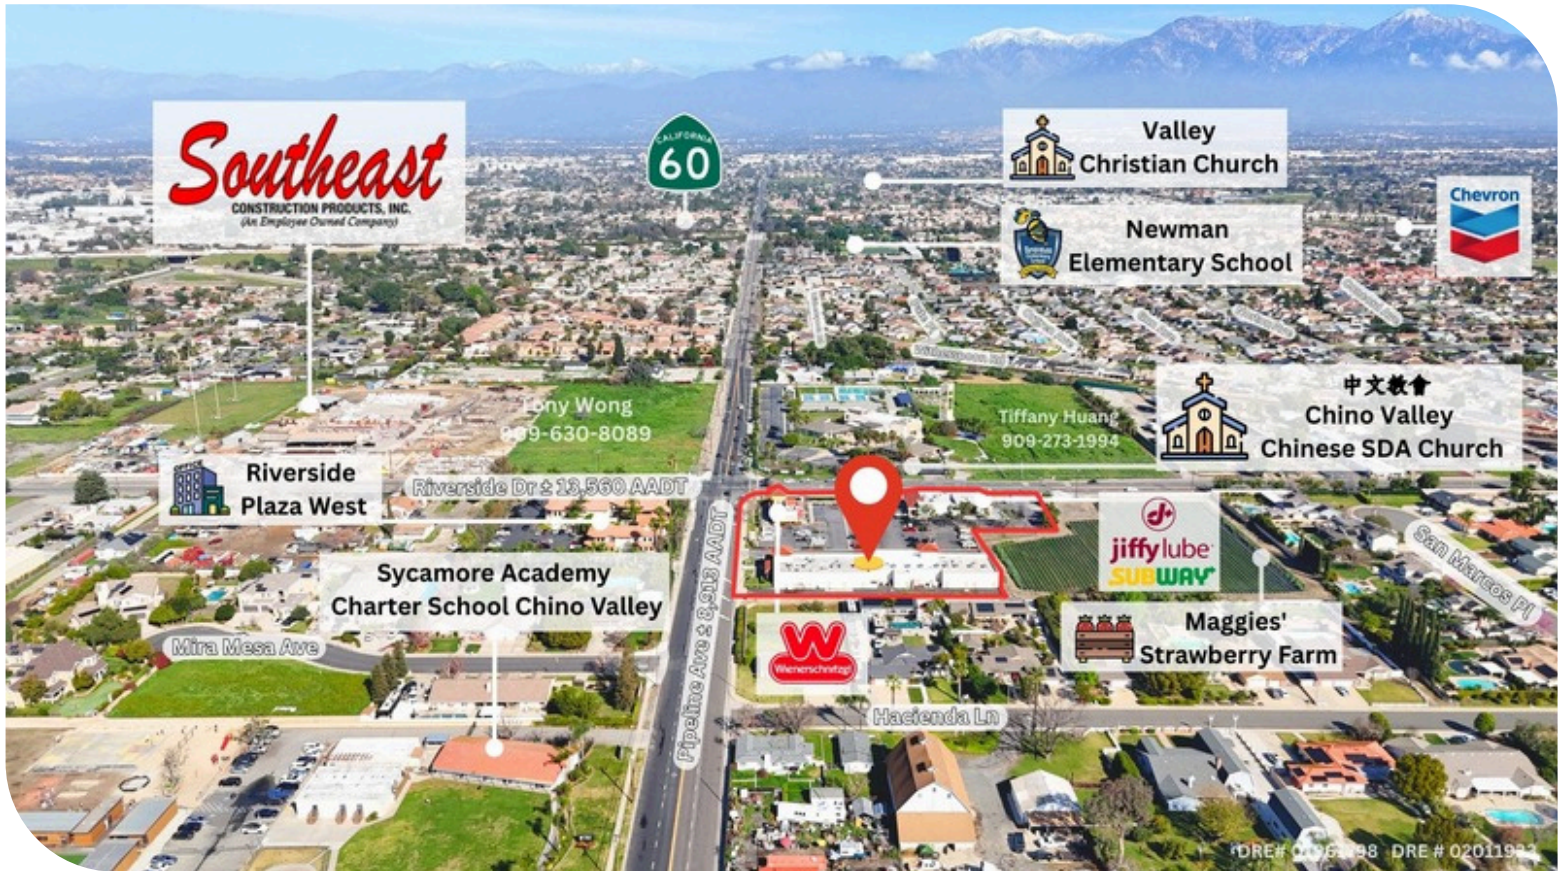 Southeast
CONSTRUCTION PRODUCTS, INC.
(An Employee Owned Company)
CALIFORNIA
60
Valley
Christian Church
Chevron
Newman
Elementary School
中文教會
Chino Valley
Chinese SDA Church
Tony Wong
909-630-8089
Tiffany Huang
909-273-1994
Riverside
Plaza West
Riverside Dr ± 13,560 AADT
Pipeline Ave ± 8,913 AADT
jiffy lube
SUBWAY
San Marcos Pl
Sycamore Academy
Charter School Chino Valley
Maggies'
Strawberry Farm
Mira Mesa Ave
W
Wienerschnitzel
Hacienda Ln
DRE # 02011933